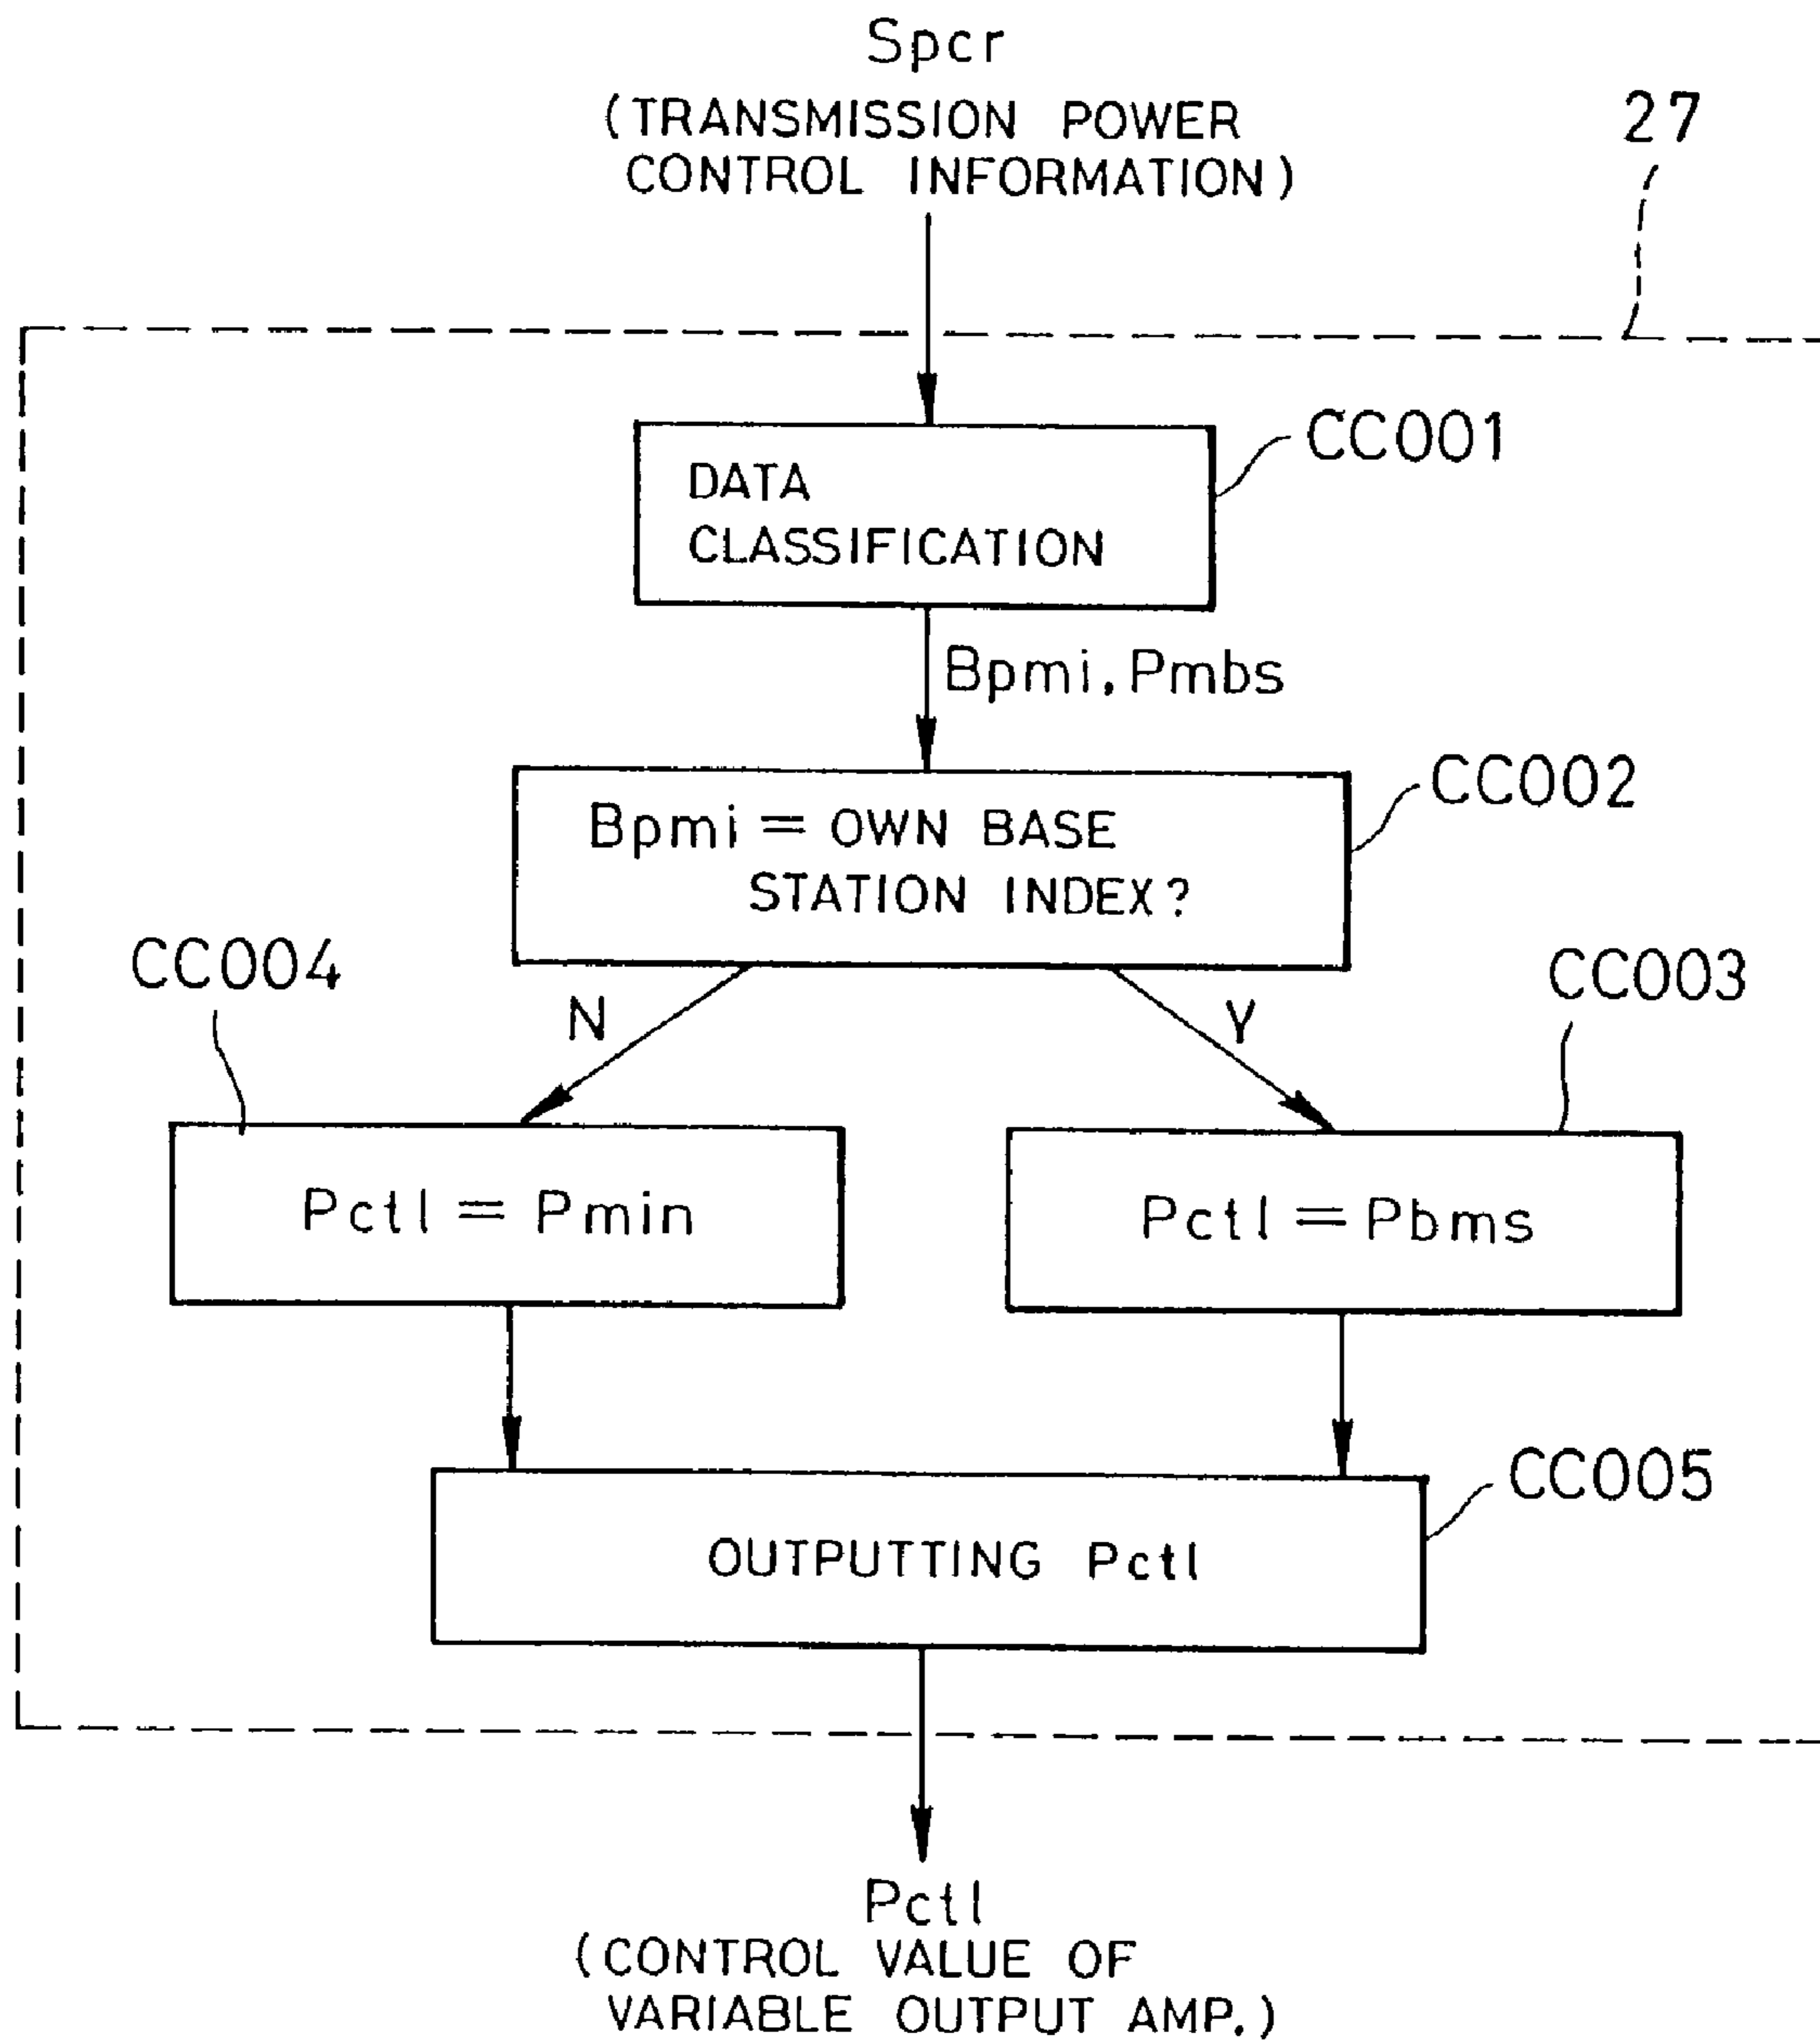 Spcr
(TRANSMISSION POWER
CONTROL INFORMATION)
27
CC001
DATA
CLASSIFICATION
Bpmi, Pmbs
CC002
Bpmi = OWN BASE
STATION INDEX?
CC004
N
Y
CC003
Pctl = Pmin
Pctl = Pbms
CC005
OUTPUTTING Pctl
Pctl
(CONTROL VALUE OF
VARIABLE OUTPUT AMP.)